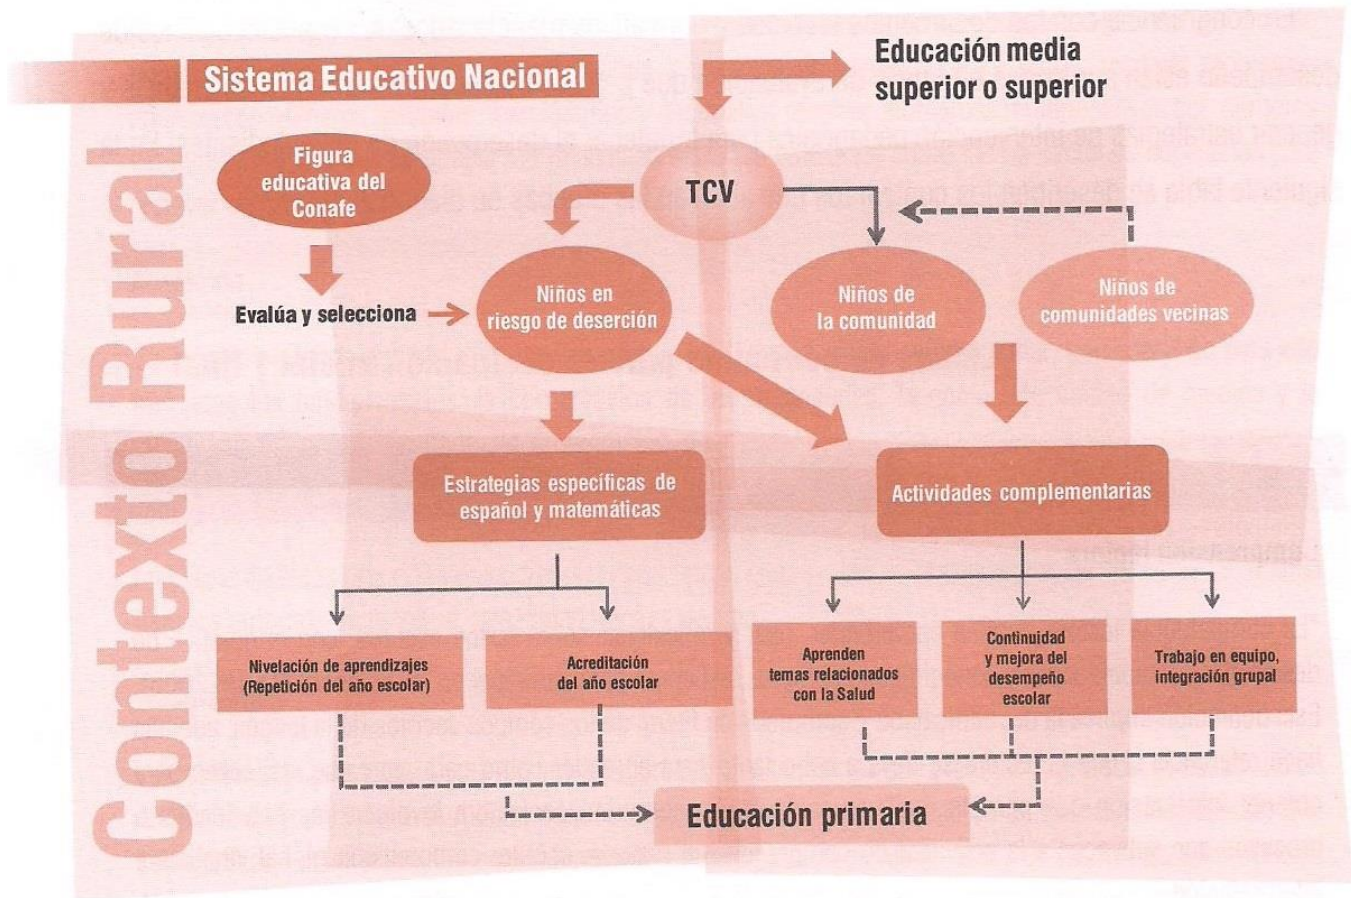 Sistema Educativo Nacional
Educación media
superior o superior
Contexto Rural
Figura
educativa del
Conafe
TCV
Evalúa y selecciona
Niños en
riesgo de deserción
Niños de
la comunidad
Niños de
comunidades vecinas
Estrategias específicas de
español y matemáticas
Actividades complementarias
Nivelación de aprendizajes
(Repetición del año escolar)
Acreditación
del año escolar
Aprenden
temas relacionados
con la Salud
Continuidad
y mejora del
desempeño
escolar
Trabajo en equipo,
integración grupal
Educación primaria